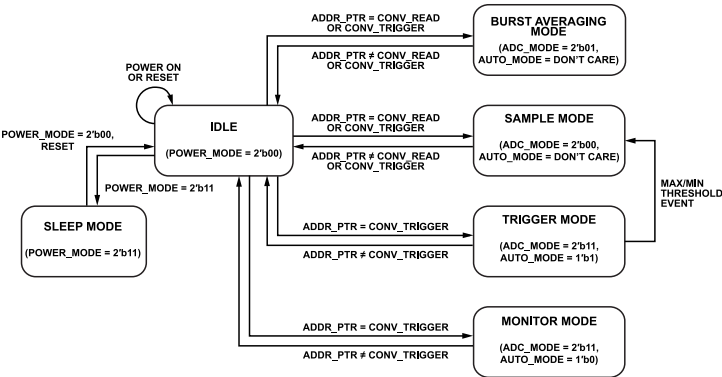 ADDR_PTR = CONV_READ
OR CONV_TRIGGER
ADDR_PTR ≠ CONV_READ
OR CONV_TRIGGER
BURST AVERAGING
MODE
(ADC_MODE = 2'b01,
AUTO_MODE = DON'T CARE)
POWER ON
OR RESET
IDLE
(POWER_MODE = 2'b00)
ADDR_PTR = CONV_READ
OR CONV_TRIGGER
ADDR_PTR ≠ CONV_READ
OR CONV_TRIGGER
SAMPLE MODE
(ADC_MODE = 2'b00,
AUTO_MODE = DON'T CARE)
POWER_MODE = 2'b00,
RESET
POWER_MODE = 2'b11
MAX/MIN
THRESHOLD
EVENT
SLEEP MODE
(POWER_MODE = 2'b11)
ADDR_PTR = CONV_TRIGGER
ADDR_PTR ≠ CONV_TRIGGER
TRIGGER MODE
(ADC_MODE = 2'b11,
AUTO_MODE = 1'b1)
ADDR_PTR = CONV_TRIGGER
ADDR_PTR ≠ CONV_TRIGGER
MONITOR MODE
(ADC_MODE = 2'b11,
AUTO_MODE = 1'b0)